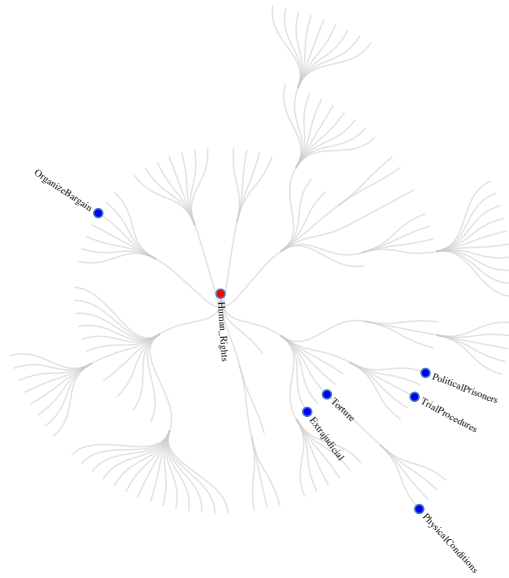 OrganizeBargain
Human_Rights
PoliticalPrisoners
TrialProcedures
Torture
Extrajudicial
PhysicalConditions